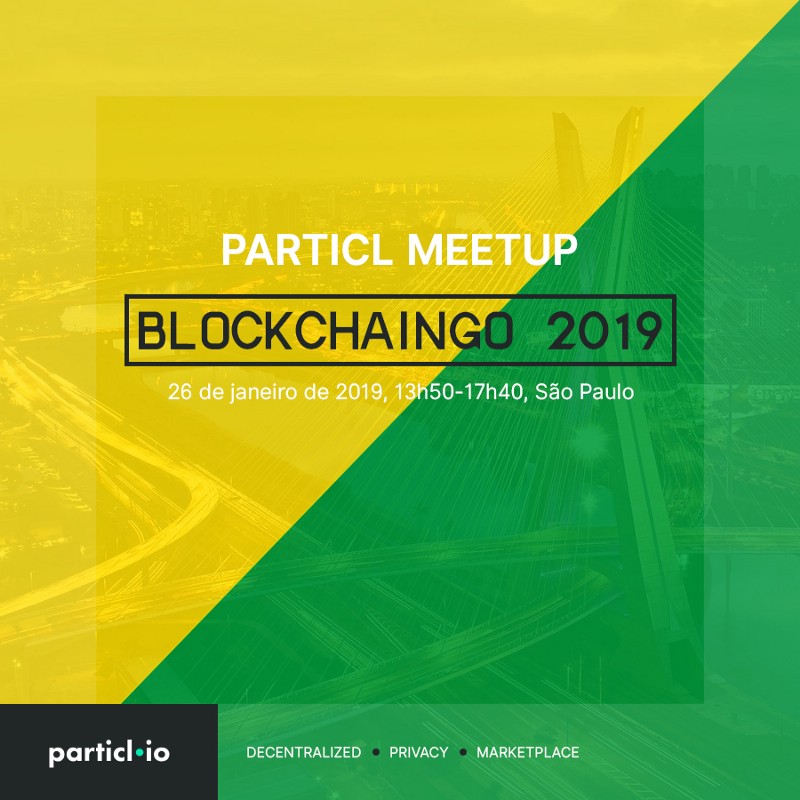 PARTICL MEETUP
BLOCKCHAINGO 2019
26 de janeiro de 2019, 13h50-17h40, São Paulo
particl•io
DECENTRALIZED • PRIVACY • MARKETPLACE